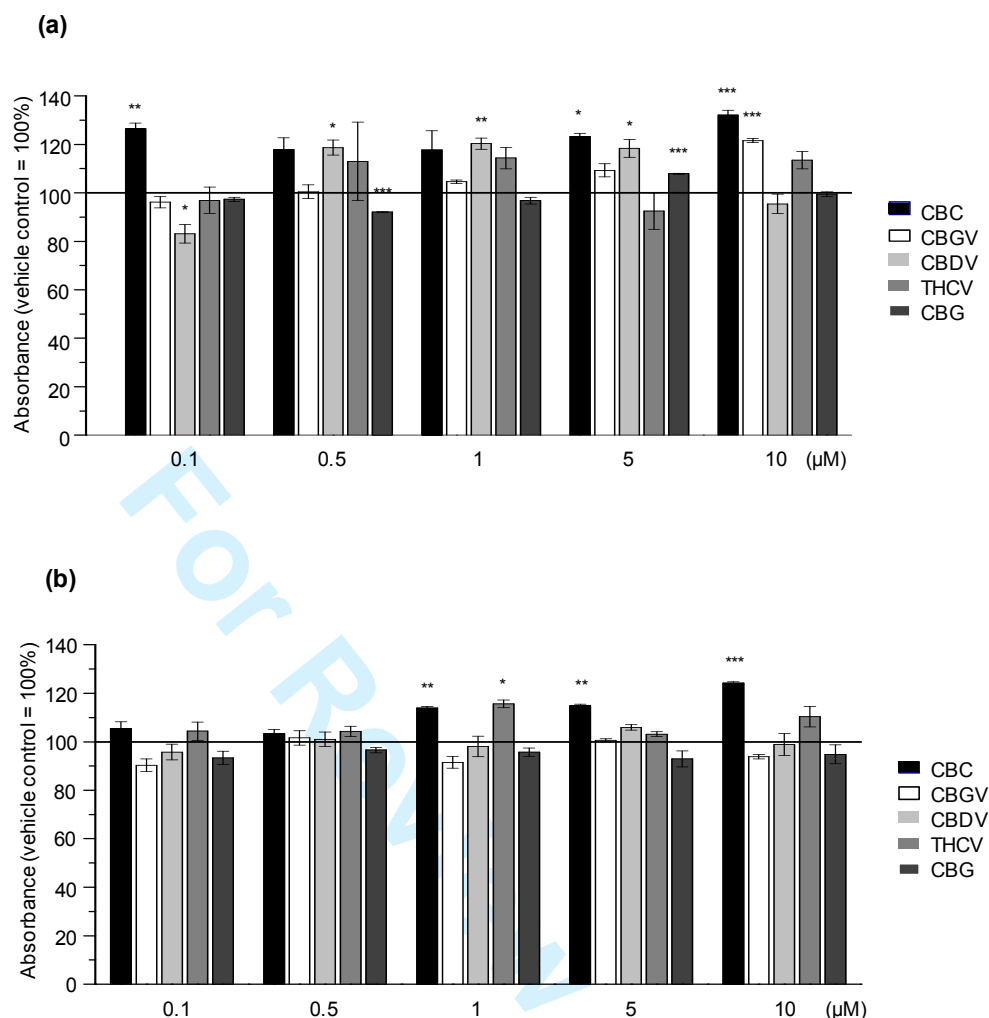 (a)
Absorbance (vehicle control = 100%)
140
120
100
80
60
40
20
0
** * * *** ** * * *** *** ***
0.1 0.5 1 5 10 (µM)
CBC
CBGV
CBDV
THCV
CBG
(b)
Absorbance (vehicle control = 100%)
140
120
100
80
60
40
20
0
** * ** ***
0.1 0.5 1 5 10 (µM)
CBC
CBGV
CBDV
THCV
CBG
For Review